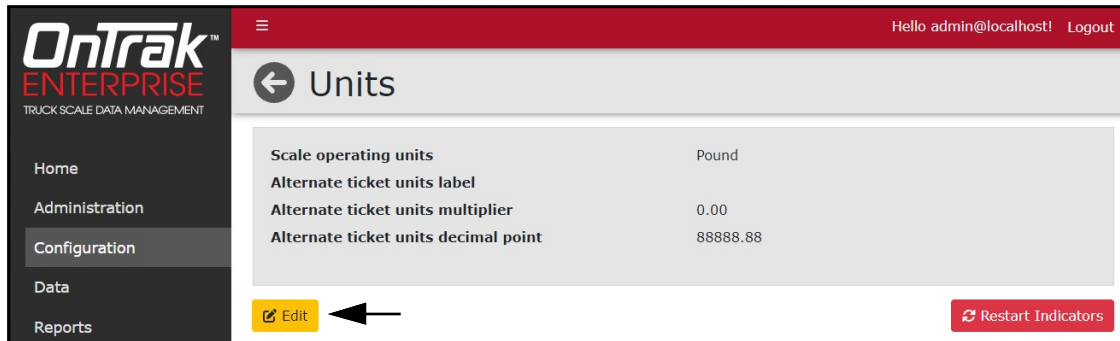 OnTrak™
ENTERPRISE
TRUCK SCALE DATA MANAGEMENT
Home
Administration
Configuration
Data
Reports
Hello admin@localhost! Logout
Units
Scale operating units Pound
Alternate ticket units label
Alternate ticket units multiplier 0.00
Alternate ticket units decimal point 88888.88
Edit
Restart Indicators